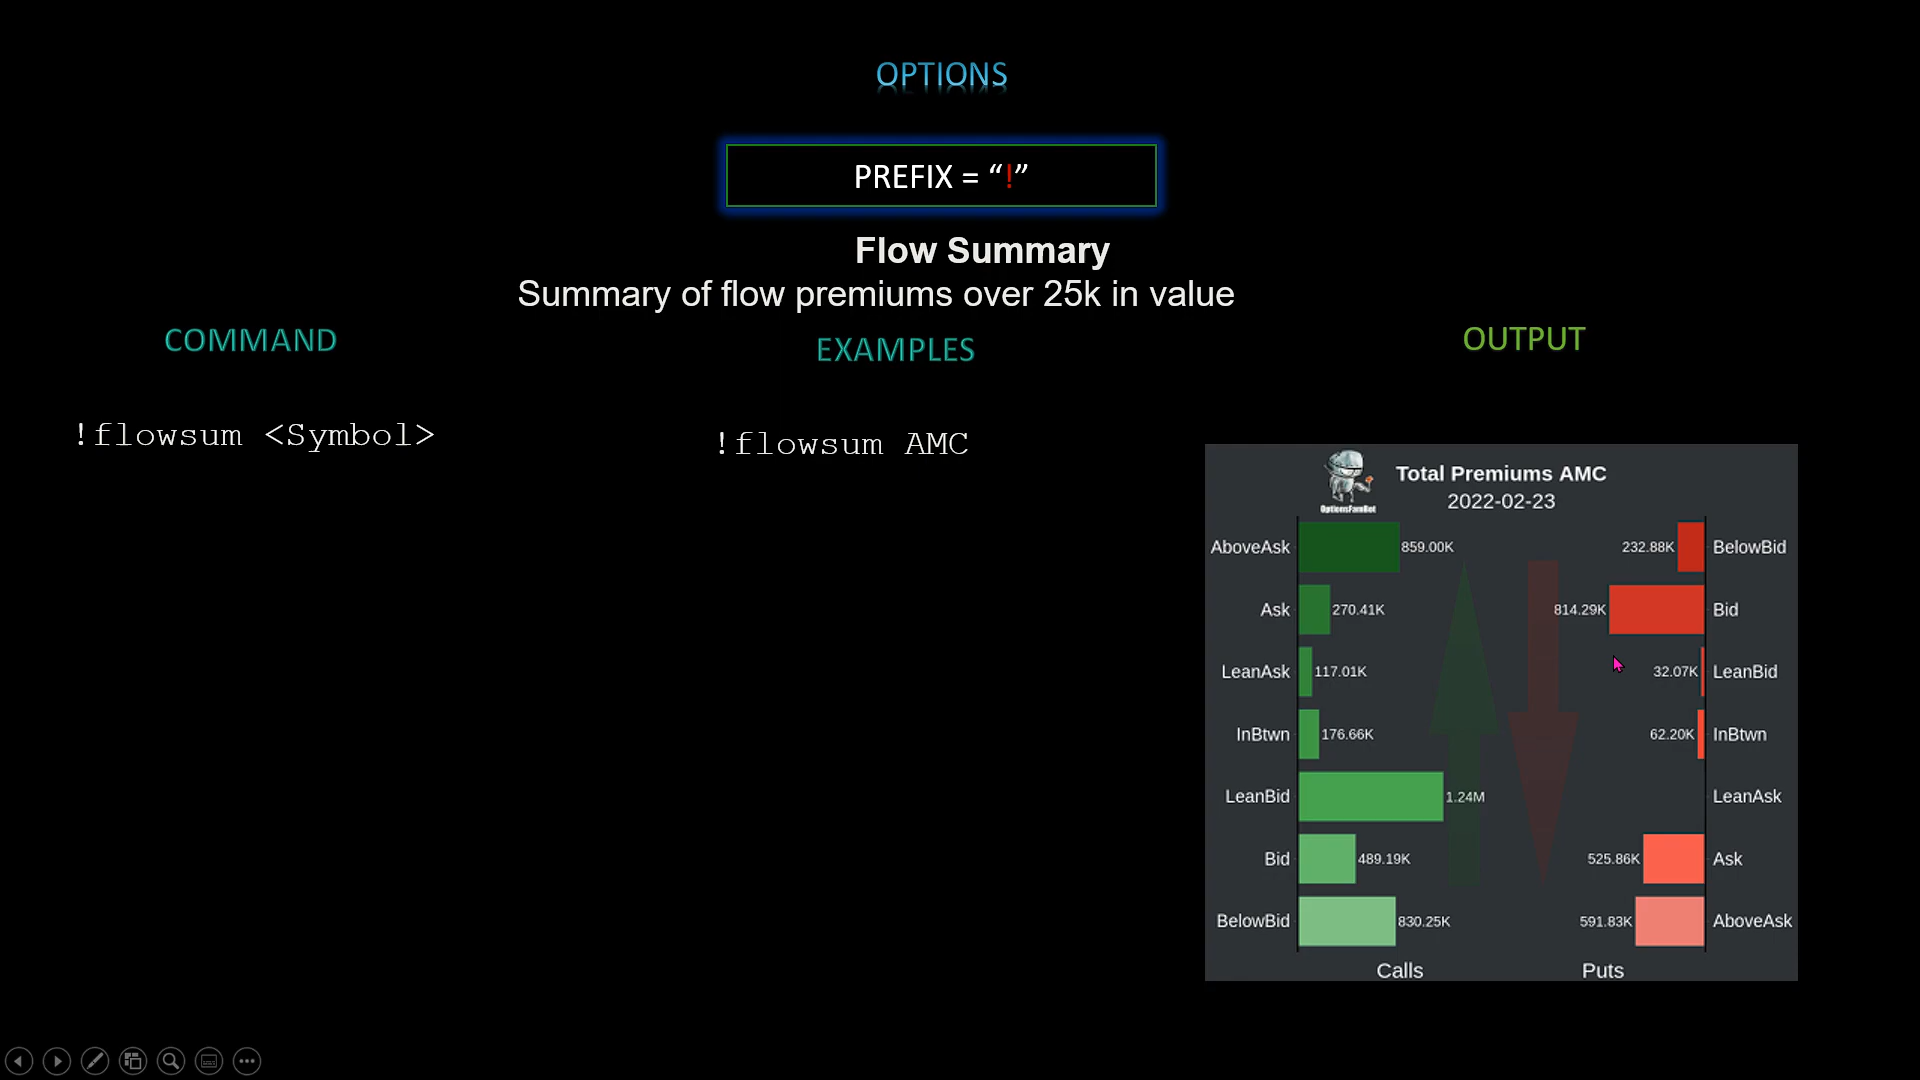 OPTIONS
PREFIX = “!”
Flow Summary
Summary of flow premiums over 25k in value
COMMAND
EXAMPLES
OUTPUT
!flowsum <Symbol>
!flowsum AMC
OptionsFamBot
Total Premiums AMC
2022-02-23
AboveAsk 859.00K 232.88K BelowBid
Ask 270.41K 814.29K Bid
LeanAsk 117.01K 32.07K LeanBid
InBtwn 176.66K 62.20K InBtwn
LeanBid 1.24M LeanAsk
Bid 489.19K 525.86K Ask
BelowBid 830.25K 591.83K AboveAsk
Calls Puts